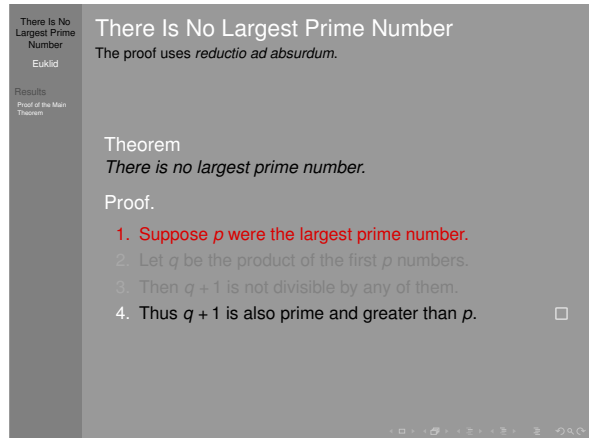 There Is No
Largest Prime
Number
Euklid
Results
Proof of the Main
Theorem
There Is No Largest Prime Number
The proof uses reductio ad absurdum.
Theorem
There is no largest prime number.
Proof.
1. Suppose p were the largest prime number.
2. Let q be the product of the first p numbers.
3. Then q + 1 is not divisible by any of them.
4. Thus q + 1 is also prime and greater than p. □